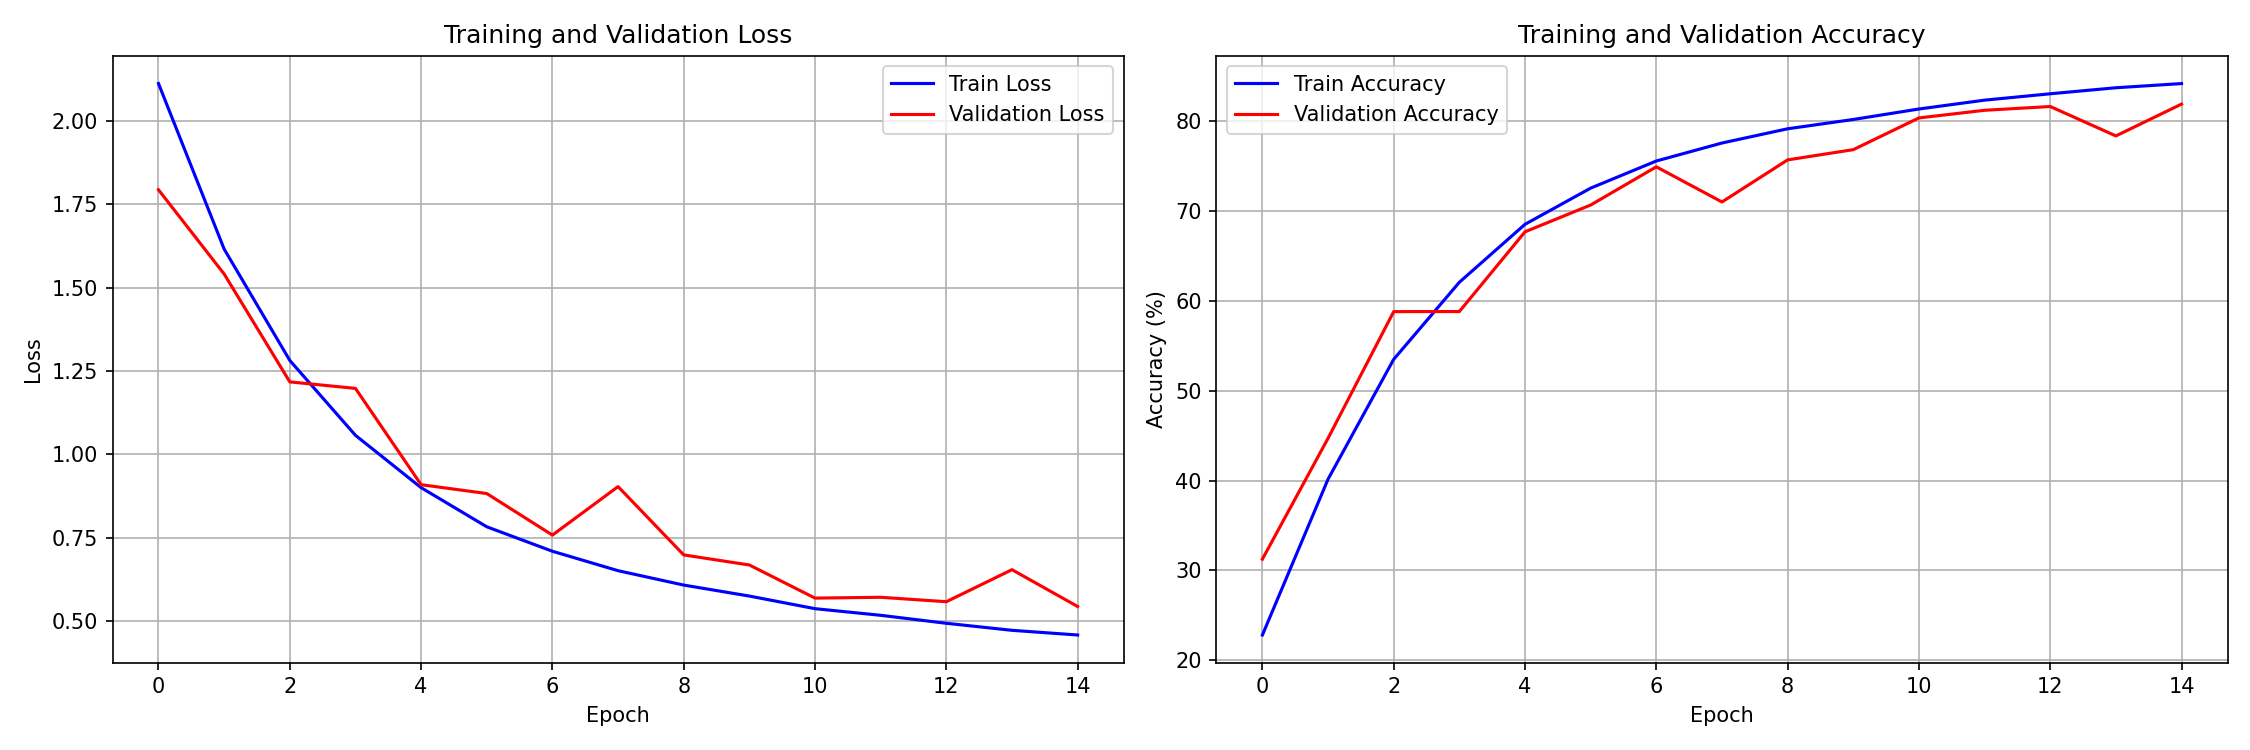 Training and Validation Loss
Train Loss
Validation Loss
2.00
1.75
1.50
1.25
1.00
0.75
0.50
Loss
0 2 4 6 8 10 12 14
Epoch
Training and Validation Accuracy
Train Accuracy
Validation Accuracy
80
70
60
50
40
30
20
Accuracy (%)
0 2 4 6 8 10 12 14
Epoch